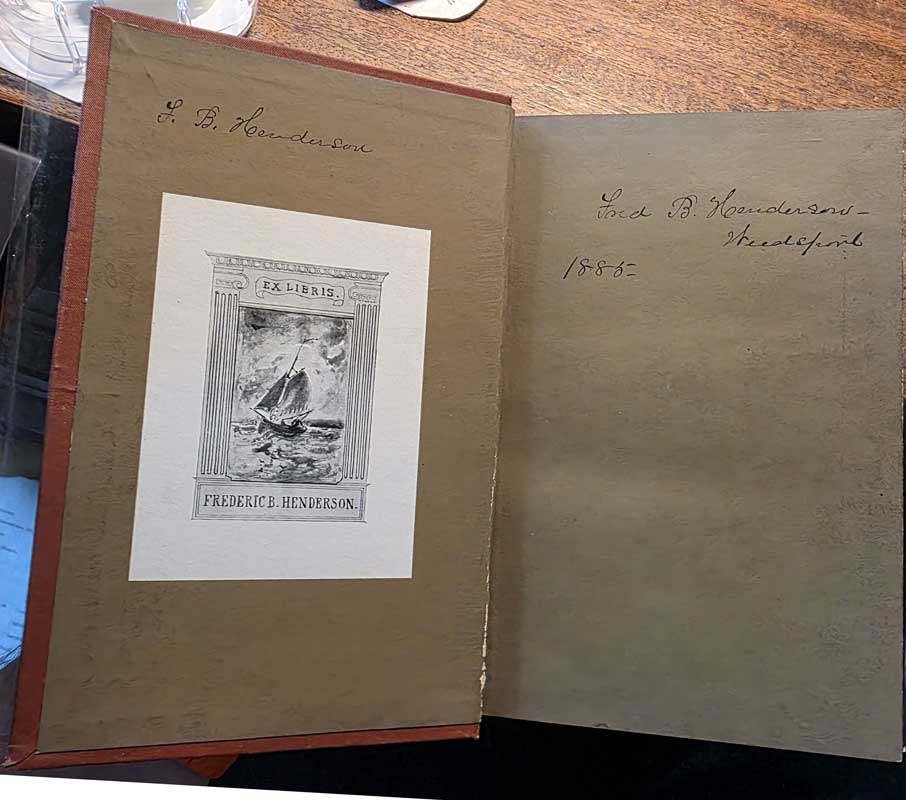 F. B. Henderson
EX LIBRIS.
FREDERIC B. HENDERSON.
Fred B. Henderson–
Weedsport
1885–